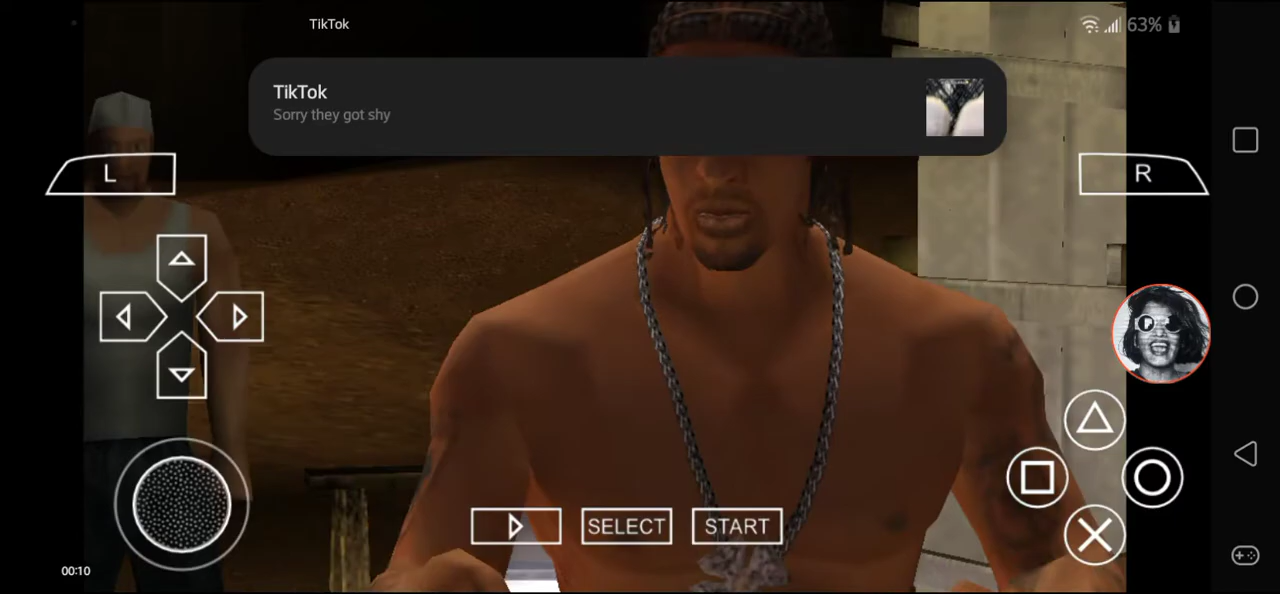 TikTok
63%
TikTok
Sorry they got shy
L
R
SELECT
START
00:10